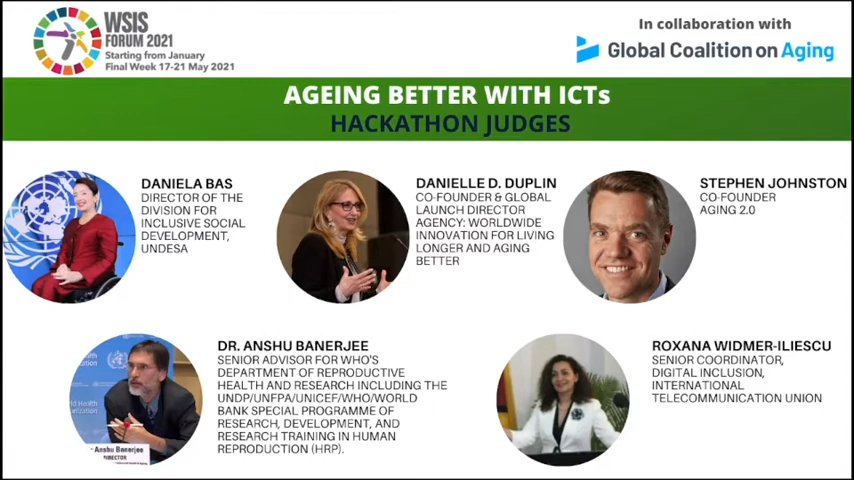 WSIS
FORUM 2021
Starting from January
Final Week 17-21 May 2021
In collaboration with
Global Coalition on Aging
AGEING BETTER WITH ICTs
HACKATHON JUDGES
DANIELA BAS
DIRECTOR OF THE
DIVISION FOR
INCLUSIVE SOCIAL
DEVELOPMENT,
UNDESA
DANIELLE D. DUPLIN
CO-FOUNDER & GLOBAL
LAUNCH DIRECTOR
AGENCY: WORLDWIDE
INNOVATION FOR LIVING
LONGER AND AGING
BETTER
STEPHEN JOHNSTON
CO-FOUNDER
AGING 2.0
DR. ANSHU BANERJEE
SENIOR ADVISOR FOR WHO'S
DEPARTMENT OF REPRODUCTIVE
HEALTH AND RESEARCH INCLUDING THE
UNDP/UNFPA/UNICEF/WHO/WORLD
BANK SPECIAL PROGRAMME OF
RESEARCH, DEVELOPMENT, AND
RESEARCH TRAINING IN HUMAN
REPRODUCTION (HRP).
Anshu Banerjee
DIRECTOR
ROXANA WIDMER-ILIESCU
SENIOR COORDINATOR,
DIGITAL INCLUSION,
INTERNATIONAL
TELECOMMUNICATION UNION